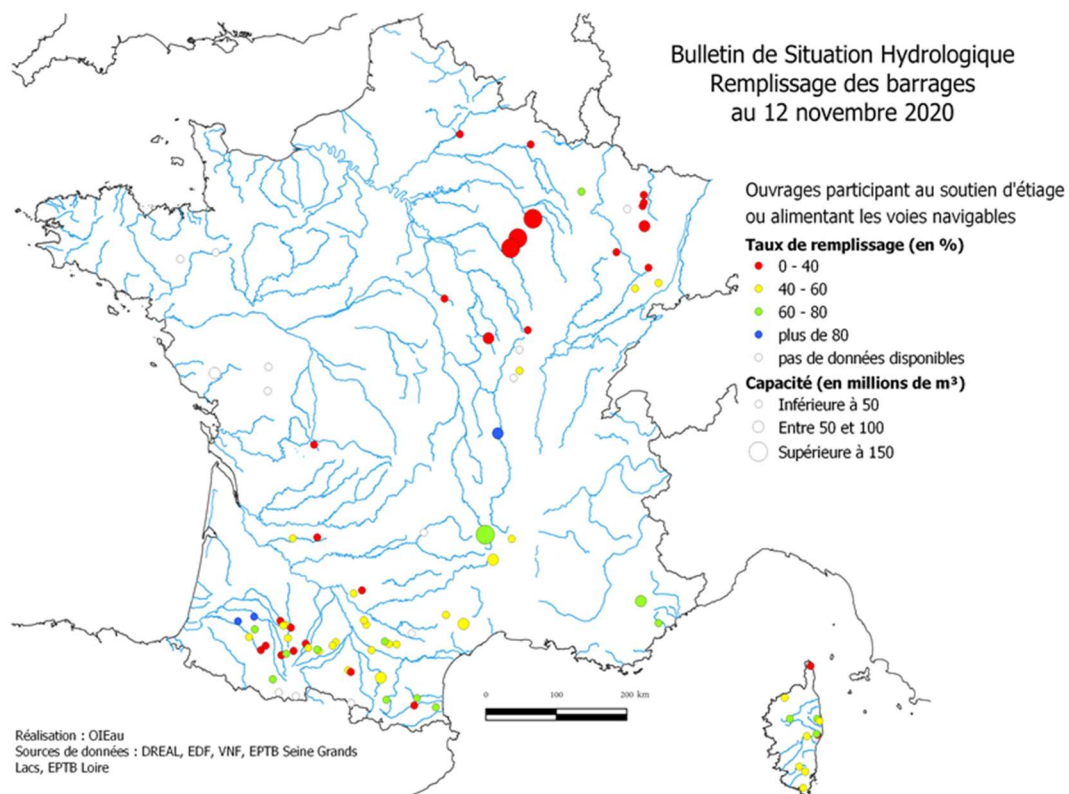 Bulletin de Situation Hydrologique
Remplissage des barrages
au 12 novembre 2020
Ouvrages participant au soutien d'étiage
ou alimentant les voies navigables
Taux de remplissage (en %)
0 - 40
40 - 60
60 - 80
plus de 80
pas de données disponibles
Capacité (en millions de m³)
Inférieure à 50
Entre 50 et 100
Supérieure à 150
0 100 200 km
Réalisation : OIEau
Sources de données : DREAL, EDF, VNF, EPTB Seine Grands
Lacs, EPTB Loire